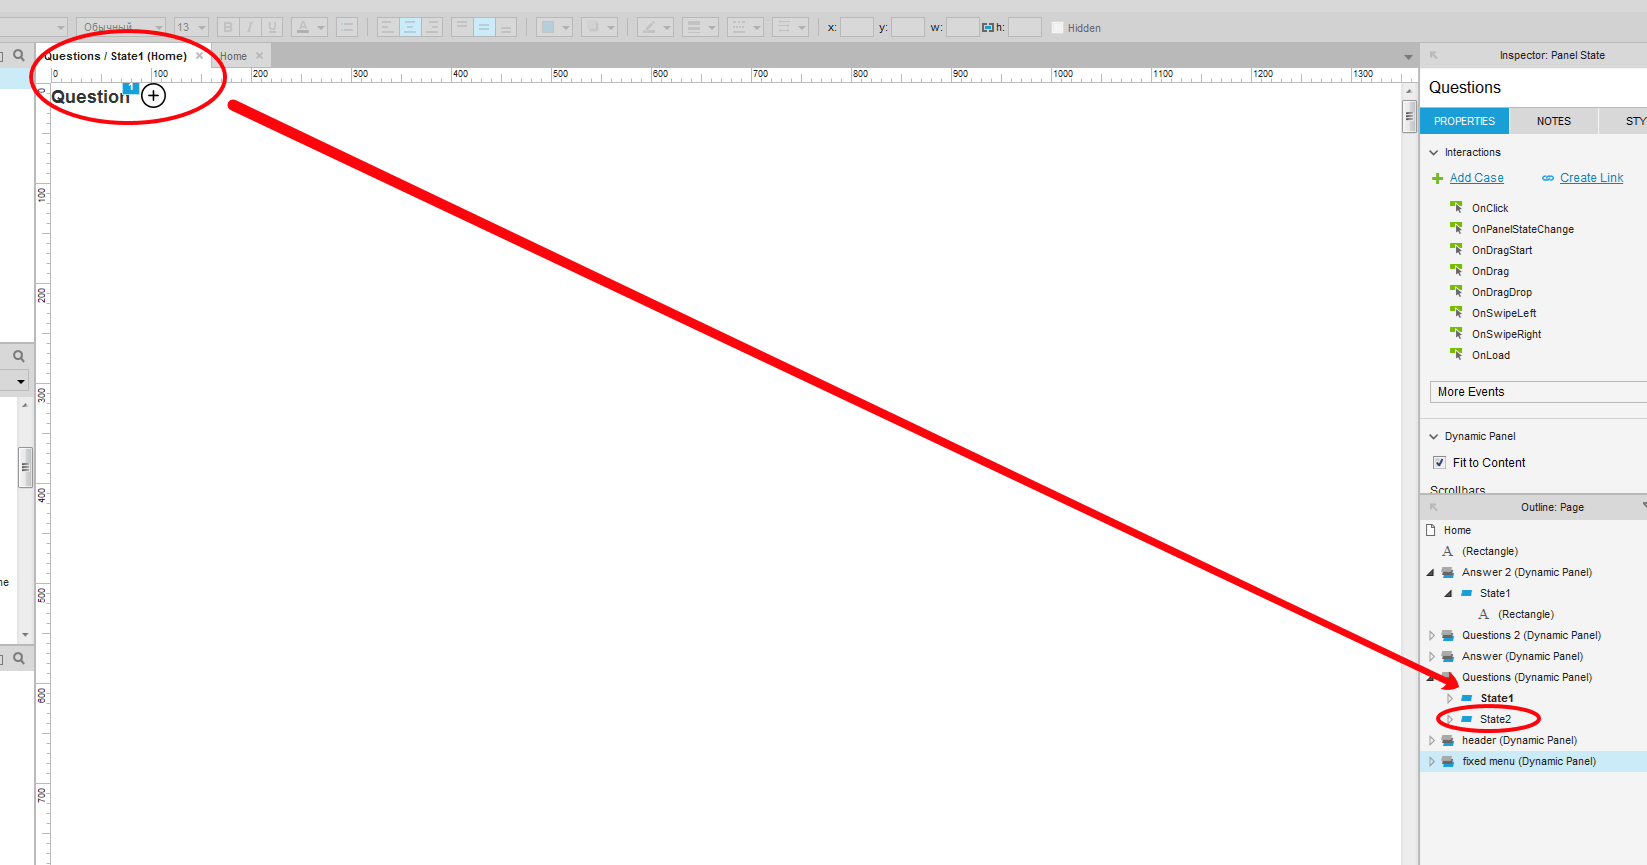 Обычный 13 B I U A x: y: w: h: Hidden
Questions / State1 (Home) Home
Inspector: Panel State
0 100 200 300 400 500 600 700 800 900 1000 1100 1200 1300
Questions
Question 1
PROPERTIES NOTES STY
Interactions
Add Case Create Link
OnClick
OnPanelStateChange
OnDragStart
OnDrag
OnDragDrop
OnSwipeLeft
OnSwipeRight
OnLoad
More Events
Dynamic Panel
Fit to Content
Scrollbars
Outline: Page
Home
A (Rectangle)
Answer 2 (Dynamic Panel)
State1
A (Rectangle)
Questions 2 (Dynamic Panel)
Answer (Dynamic Panel)
Questions (Dynamic Panel)
State1
State2
header (Dynamic Panel)
fixed menu (Dynamic Panel)
0
100
200
300
400
500
600
700
ne